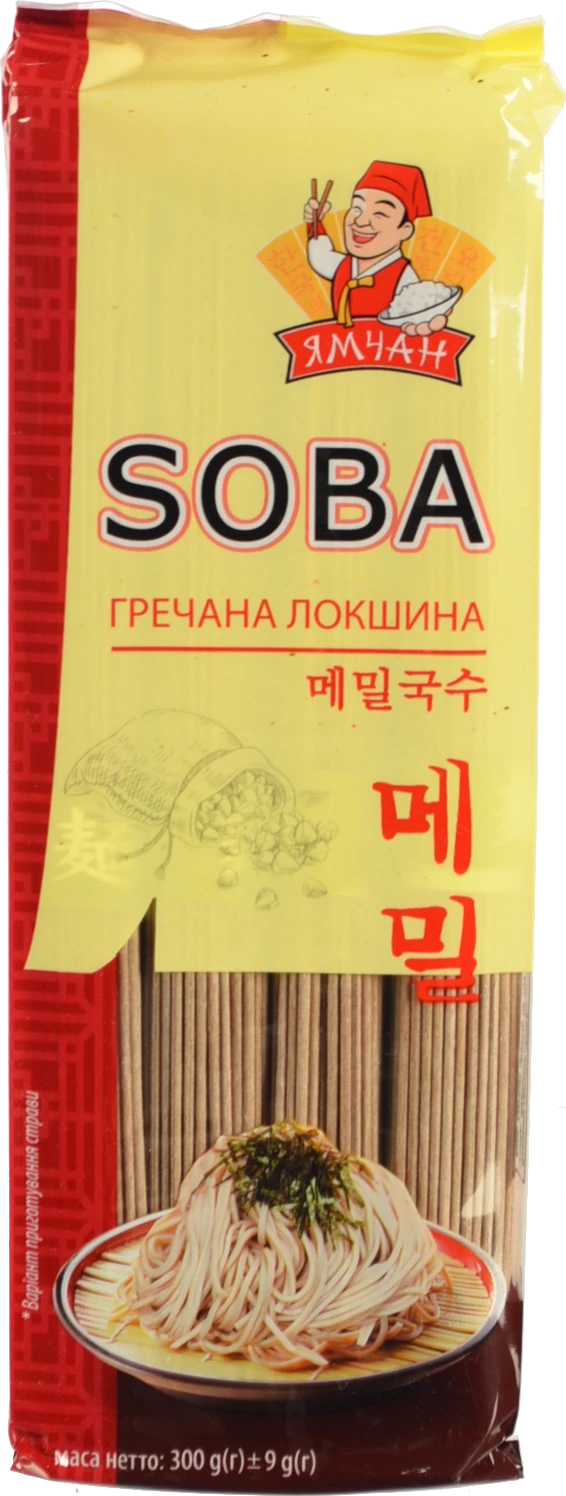 ЯМЧАН
SOBA
ГРЕЧАНА ЛОКШИНА
메밀국수
메밀
* Варіант приготування страви
маса нетто: 300 g(г) ± 9 g(г)